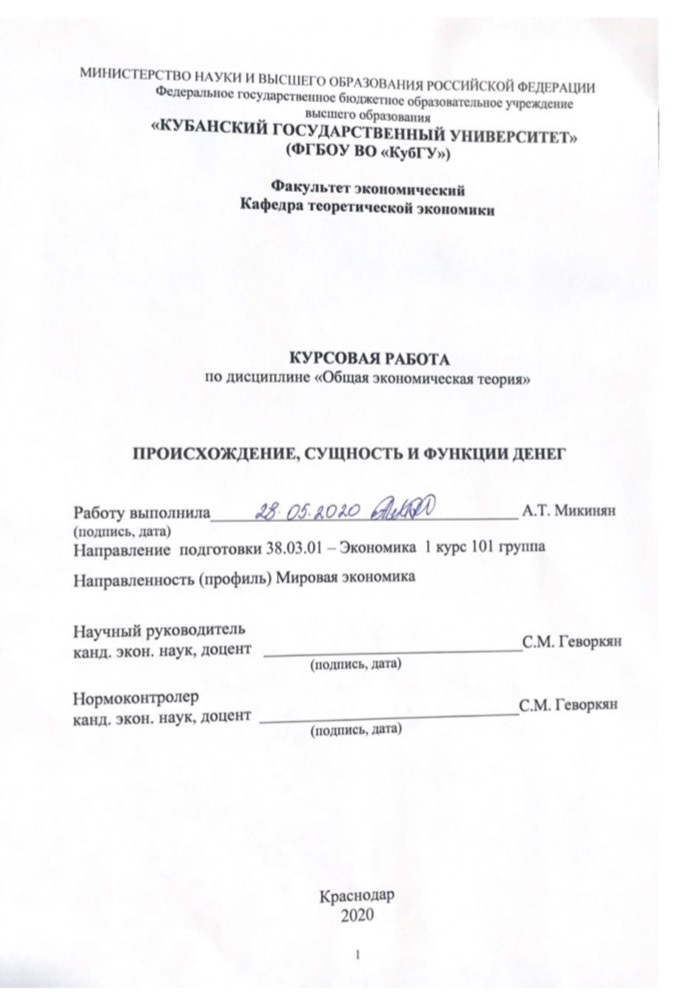 МИНИСТЕРСТВО НАУКИ И ВЫСШЕГО ОБРАЗОВАНИЯ РОССИЙСКОЙ ФЕДЕРАЦИИ
Федеральное государственное бюджетное образовательное учреждение
высшего образования
«КУБАНСКИЙ ГОСУДАРСТВЕННЫЙ УНИВЕРСИТЕТ»
(ФГБОУ ВО «КубГУ»)
Факультет экономический
Кафедра теоретической экономики
КУРСОВАЯ РАБОТА
по дисциплине «Общая экономическая теория»
ПРОИСХОЖДЕНИЕ, СУЩНОСТЬ И ФУНКЦИИ ДЕНЕГ
Работу выполнила 28.05.2020 А.Т. Микинян
(подпись, дата)
Направление подготовки 38.03.01 – Экономика 1 курс 101 группа
Направленность (профиль) Мировая экономика
Научный руководитель
канд. экон. наук, доцент С.М. Геворкян
(подпись, дата)
Нормоконтролер
канд. экон. наук, доцент С.М. Геворкян
(подпись, дата)
Краснодар
2020
1